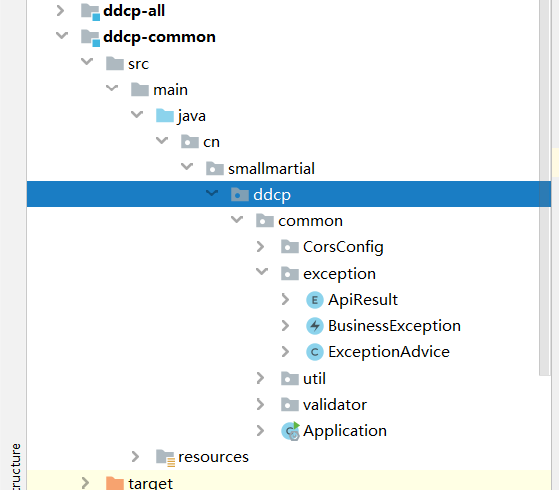 ddcp-all
ddcp-common
src
main
java
cn
smallmartial
ddcp
common
CorsConfig
exception
ApiResult
BusinessException
ExceptionAdvice
util
validator
Application
resources
target
ructure